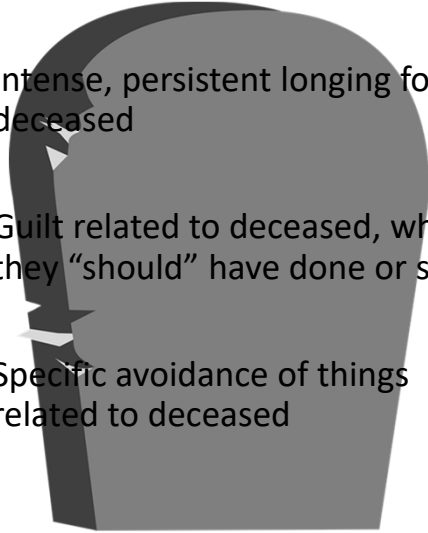 ntense, persistent longing fo
deceased
Guilt related to deceased, wh
they “should” have done or s
Specific avoidance of things
related to deceased